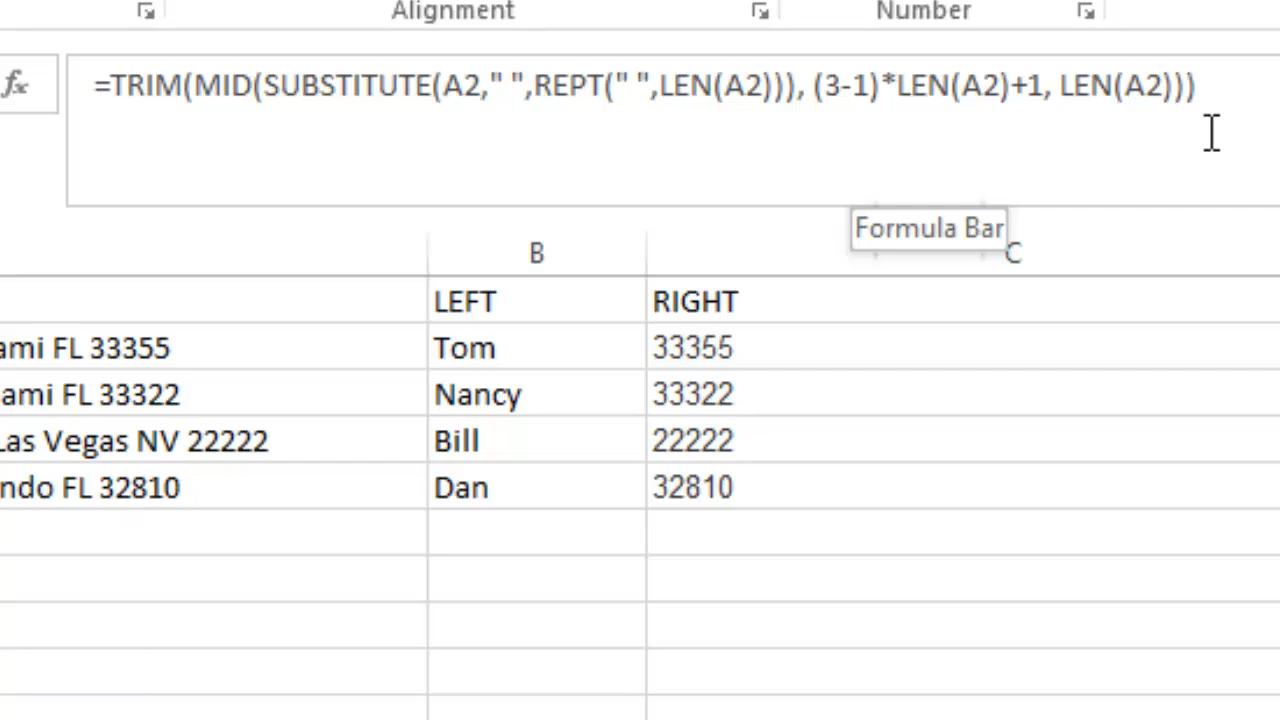 Alignment Number
fx =TRIM(MID(SUBSTITUTE(A2," ",REPT(" ",LEN(A2))), (3-1)*LEN(A2)+1, LEN(A2)))
Formula Bar
B C
LEFT RIGHT
ami FL 33355 Tom 33355
ami FL 33322 Nancy 33322
Las Vegas NV 22222 Bill 22222
ndo FL 32810 Dan 32810